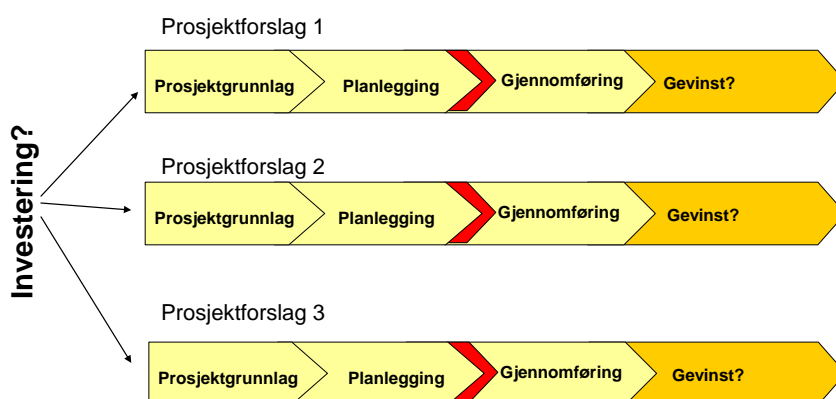 Prosjektforslag 1
Prosjektgrunnlag Planlegging Gjennomføring Gevinst?
Investering?
Prosjektforslag 2
Prosjektgrunnlag Planlegging Gjennomføring Gevinst?
Prosjektforslag 3
Prosjektgrunnlag Planlegging Gjennomføring Gevinst?